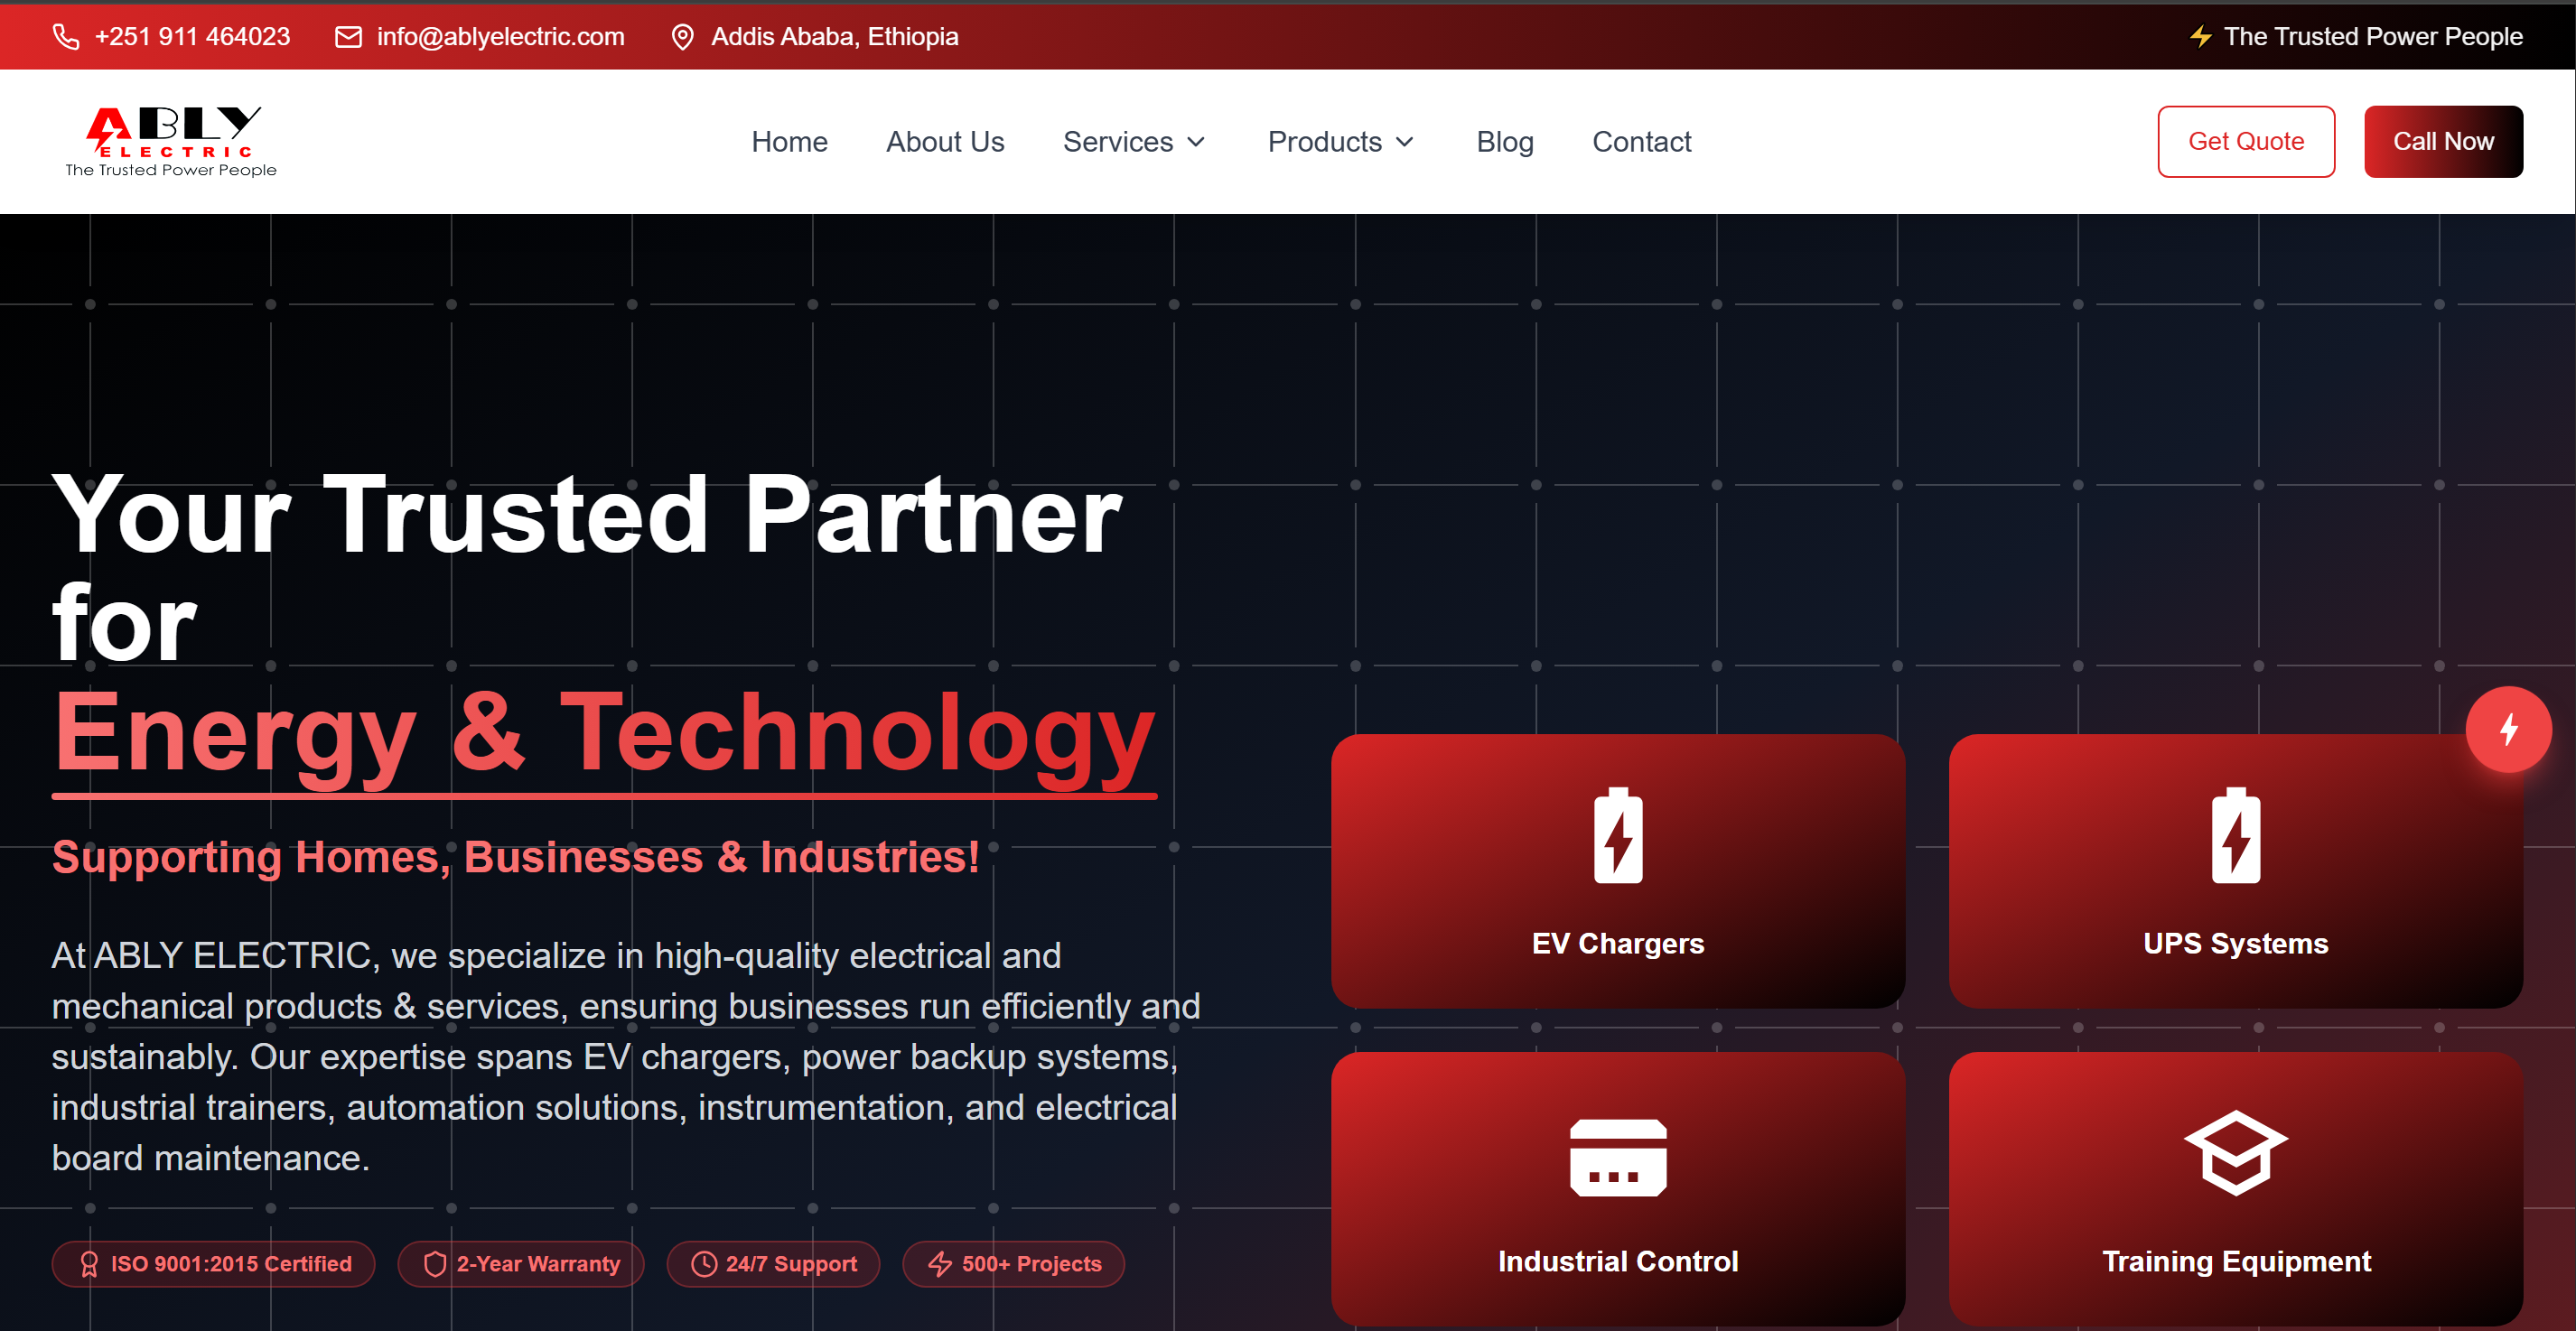 +251 911 464023
info@ablyelectric.com
Addis Ababa, Ethiopia
⚡ The Trusted Power People
ABLY
ELECTRIC
The Trusted Power People
Home
About Us
Services
Products
Blog
Contact
Get Quote
Call Now
Your Trusted Partner
for
Energy & Technology
Supporting Homes, Businesses & Industries!
At ABLY ELECTRIC, we specialize in high-quality electrical and
mechanical products & services, ensuring businesses run efficiently and
sustainably. Our expertise spans EV chargers, power backup systems,
industrial trainers, automation solutions, instrumentation, and electrical
board maintenance.
ISO 9001:2015 Certified
2-Year Warranty
24/7 Support
500+ Projects
EV Chargers
UPS Systems
Industrial Control
Training Equipment